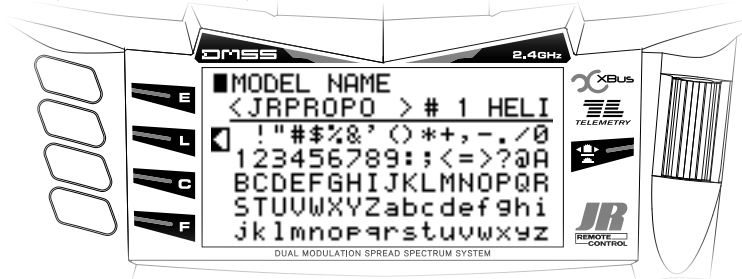 DMSS
2.4GHz
XBus
TELEMETRY
E
L
C
F
■MODEL NAME
<JRPROPO > # 1 HELI
!"#$%&'()*+,-./0
123456789:;<=>?@A
BCDEFGHIJKLMNOPQR
STUVWXYZabcdefghi
jklmnopqrstuvwxyz
JR
REMOTE
CONTROL
DUAL MODULATION SPREAD SPECTRUM SYSTEM